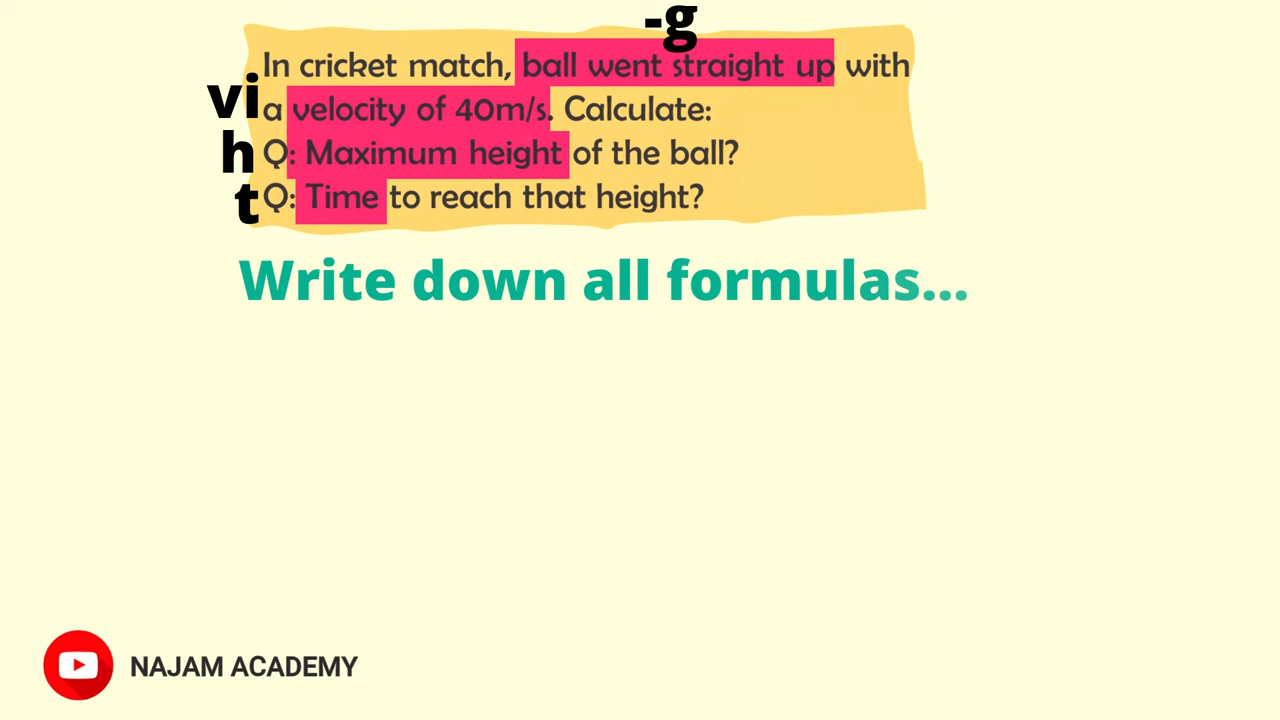 -g
In cricket match, ball went straight up with
vi a velocity of 40m/s. Calculate:
h Q: Maximum height of the ball?
t Q: Time to reach that height?
Write down all formulas...
NAJAM ACADEMY